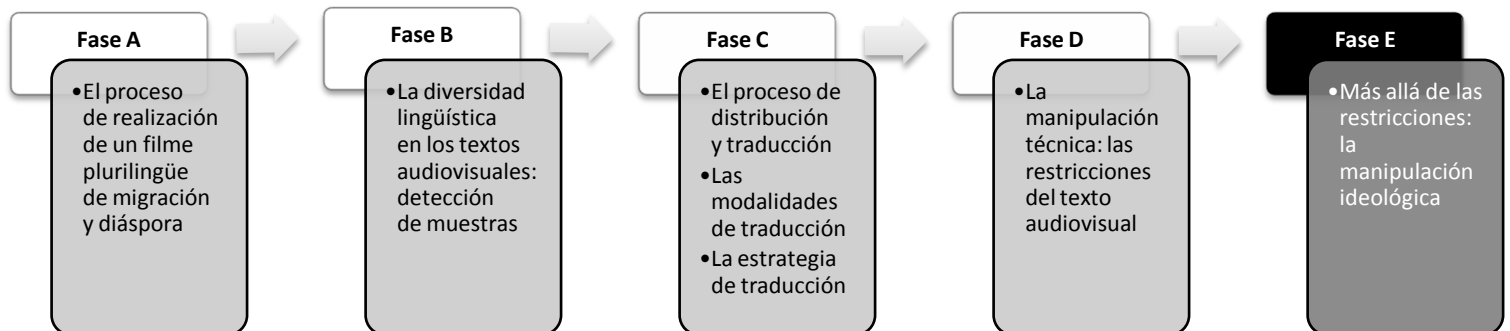 Fase A
•El proceso
de realización
de un filme
plurilingüe
de migración
y diáspora
Fase B
•La diversidad
lingüística
en los textos
audiovisuales:
detección
de muestras
Fase C
•El proceso de
distribución
y traducción
•Las
modalidades
de traducción
•La estrategia
de traducción
Fase D
•La
manipulación
técnica: las
restricciones
del texto
audiovisual
Fase E
•Más allá de las
restricciones:
la
manipulación
ideológica